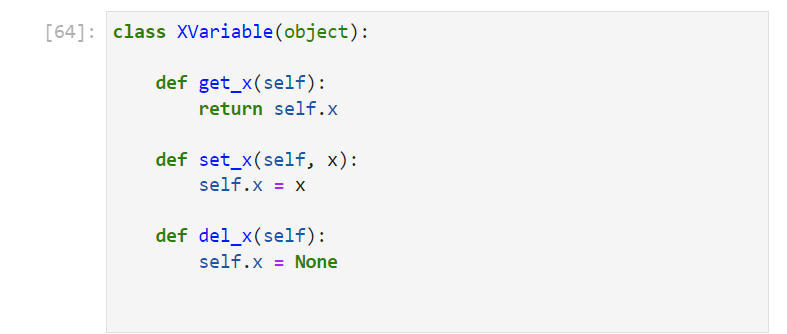 [64]: class XVariable(object):
def get_x(self):
return self.x
def set_x(self, x):
self.x = x
def del_x(self):
self.x = None